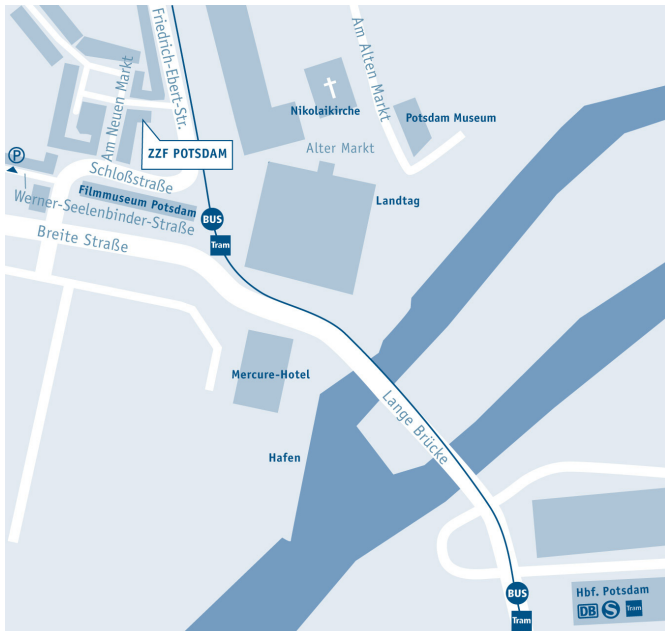 Friedrich-Ebert-Str.
Am Alten Markt
Am Neuen Markt
Nikolaikirche
Potsdam Museum
ZZF POTSDAM
Alter Markt
P
Schloßstraße
Filmmuseum Potsdam
Landtag
Werner-Seelenbinder-Straße
BUS
Tram
Breite Straße
Mercure-Hotel
Lange Brücke
Hafen
BUS
Tram
Hbf. Potsdam
DB S Tram